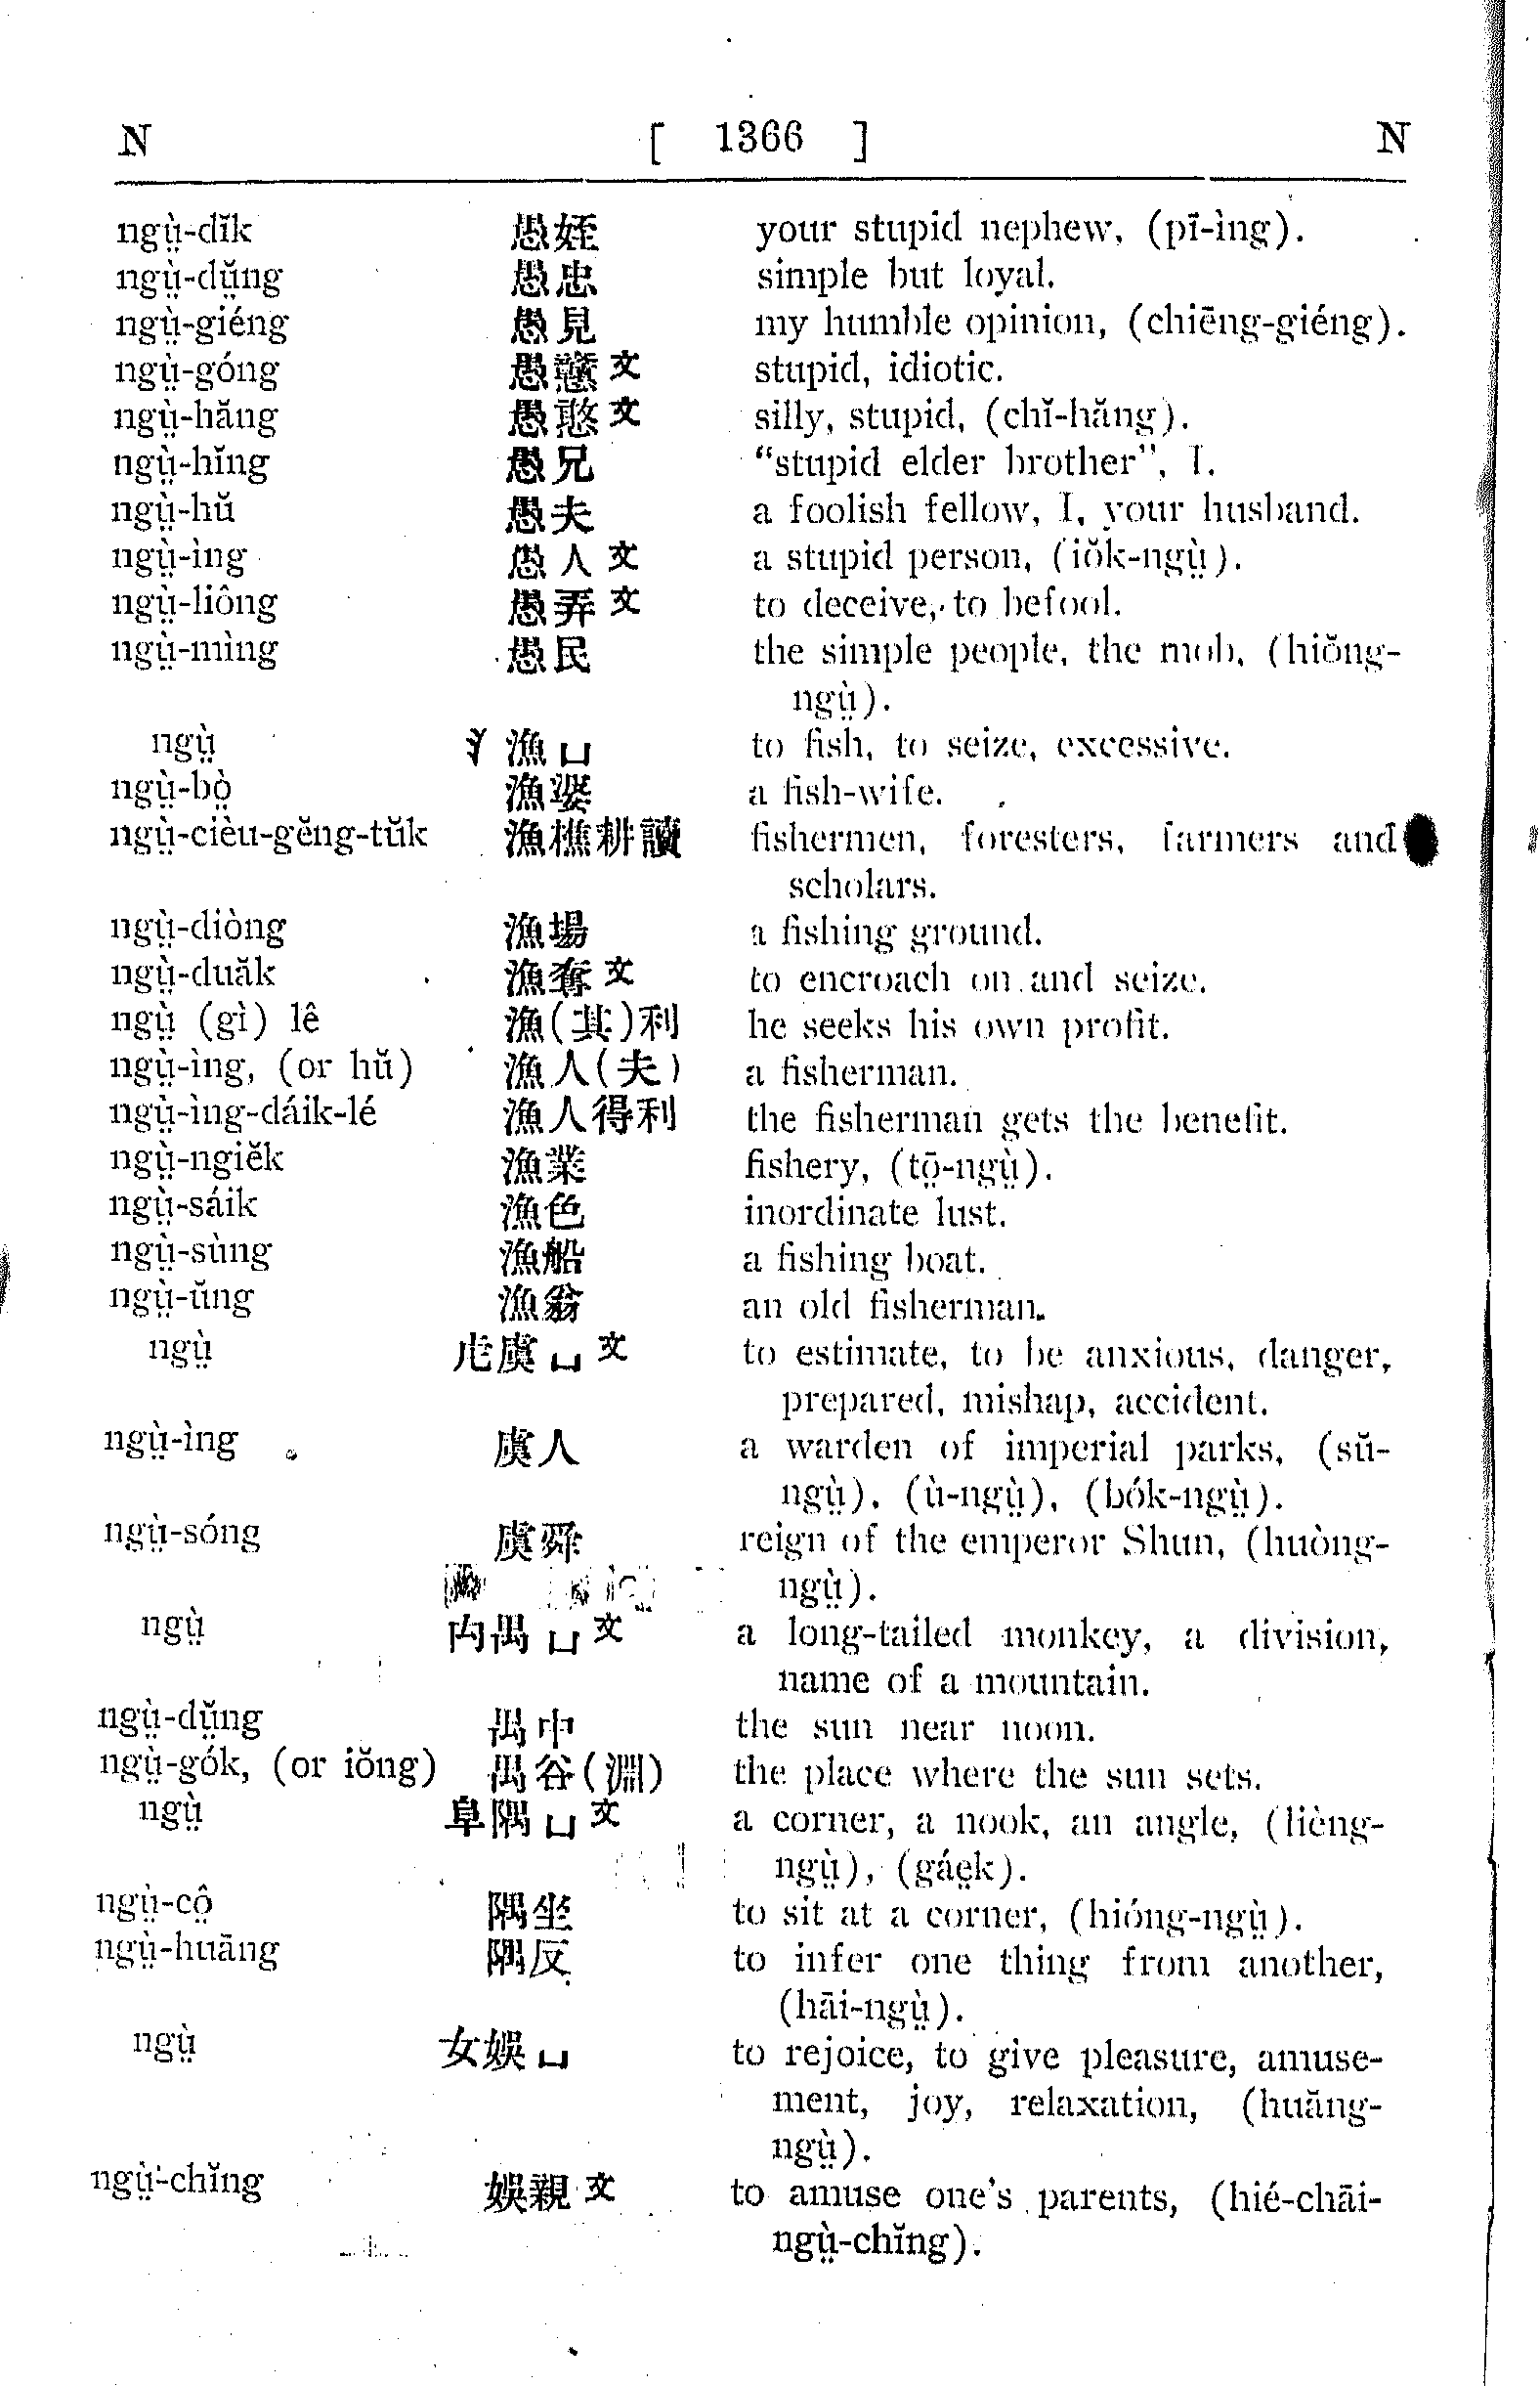 N [ 1366 ] N
ngṳ̀-dĭk 愚姪 your stupid nephew, (pī-ìng).
ngṳ̀-dṳ̆ng 愚忠 simple but loyal.
ngṳ̀-giéng 愚見 my humble opinion, (chiēng-giéng).
ngṳ̀-góng 愚戇文 stupid, idiotic.
ngṳ̀-hăng 愚憨文 silly, stupid, (chĭ-hăng).
ngṳ̀-hĭng 愚兄 "stupid elder brother", I.
ngṳ̀-hŭ 愚夫 a foolish fellow, I, your husband.
ngṳ̀-ìng 愚人文 a stupid person, (iŏk-ngṳ̀).
ngṳ̀-liông 愚弄文 to deceive, to befool.
ngṳ̀-mìng 愚民 the simple people, the mob, (hiŏng-
ngṳ̀).
ngṳ̀ 氵漁ㄩ to fish, to seize, excessive.
ngṳ̀-bò̤ 漁婆 a fish-wife.
ngṳ̀-cièu-gĕng-tŭk 漁樵耕讀 fishermen, foresters, farmers and
scholars.
ngṳ̀-diòng 漁場 a fishing ground.
ngṳ̀-duăk 漁奪文 to encroach on and seize.
ngṳ̀ (gì) lê 漁(其)利 he seeks his own profit.
ngṳ̀-ìng, (or hŭ) 漁人(夫) a fisherman.
ngṳ̀-ìng-dáik-lé 漁人得利 the fisherman gets the benefit.
ngṳ̀-ngiĕk 漁業 fishery, (tō̤-ngṳ̀).
ngṳ̀-sáik 漁色 inordinate lust.
ngṳ̀-sùng 漁船 a fishing boat.
ngṳ̀-ŭng 漁翁 an old fisherman.
ngṳ̀ 虍虞ㄩ文 to estimate, to be anxious, danger,
prepared, mishap, accident.
ngṳ̀-ìng 虞人 a warden of imperial parks, (sŭ-
ngṳ̀), (ù-ngṳ̀), (bók-ngṳ̀).
ngṳ̀-sóng 虞舜 reign of the emperor Shun, (huòng-
ngṳ̀).
ngṳ̀ 禸禺ㄩ文 a long-tailed monkey, a division,
name of a mountain.
ngṳ̀-dṳ̆ng 禺中 the sun near noon.
ngṳ̀-gók, (or iŏng) 禺谷(淵) the place where the sun sets.
ngṳ̀ 阜隅ㄩ文 a corner, a nook, an angle, (lièng-
ngṳ̀), (gáe̤k).
ngṳ̀-cô̤ 隅坐 to sit at a corner, (hióng-ngṳ̀).
ngṳ̀-huāng 隅反 to infer one thing from another,
(hāi-ngṳ̀).
ngṳ̀ 女娛ㄩ to rejoice, to give pleasure, amuse-
ment, joy, relaxation, (huăng-
ngṳ̀).
ngṳ̀-chĭng 娛親文 to amuse one's parents, (hié-chāi-
ngṳ̀-chĭng).